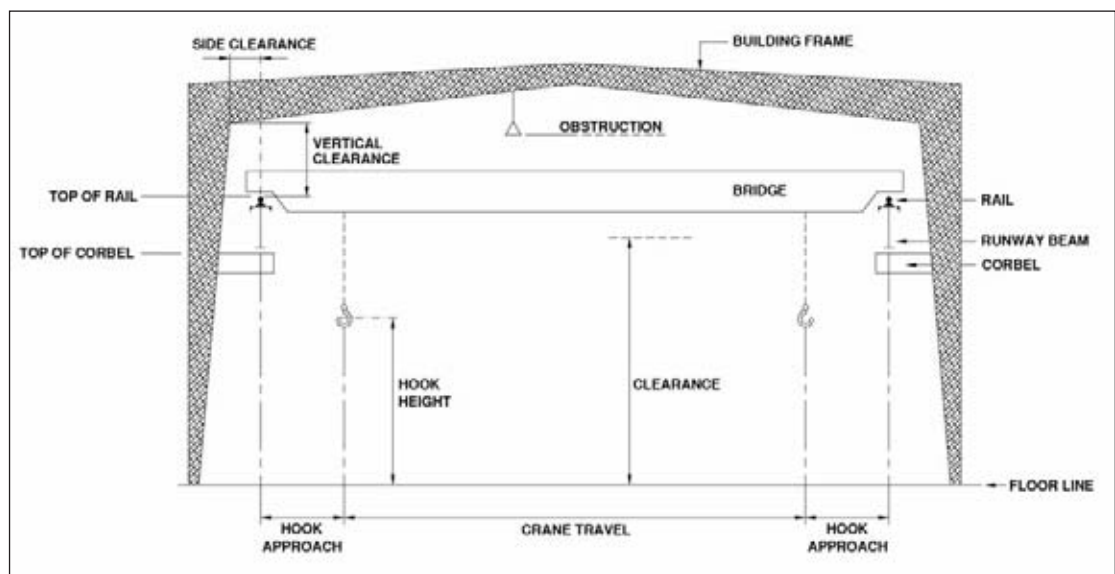 SIDE CLEARANCE
BUILDING FRAME
OBSTRUCTION
VERTICAL
CLEARANCE
BRIDGE
TOP OF RAIL
RAIL
RUNWAY BEAM
TOP OF CORBEL
CORBEL
HOOK
HEIGHT
CLEARANCE
FLOOR LINE
HOOK
APPROACH
CRANE TRAVEL
HOOK
APPROACH